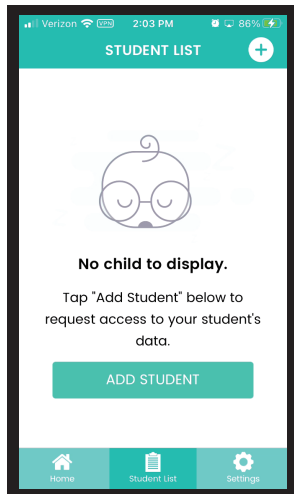 Verizon VPN 2:03 PM 86%
STUDENT LIST
No child to display.
Tap "Add Student" below to
request access to your student's
data.
ADD STUDENT
Home Student List Settings